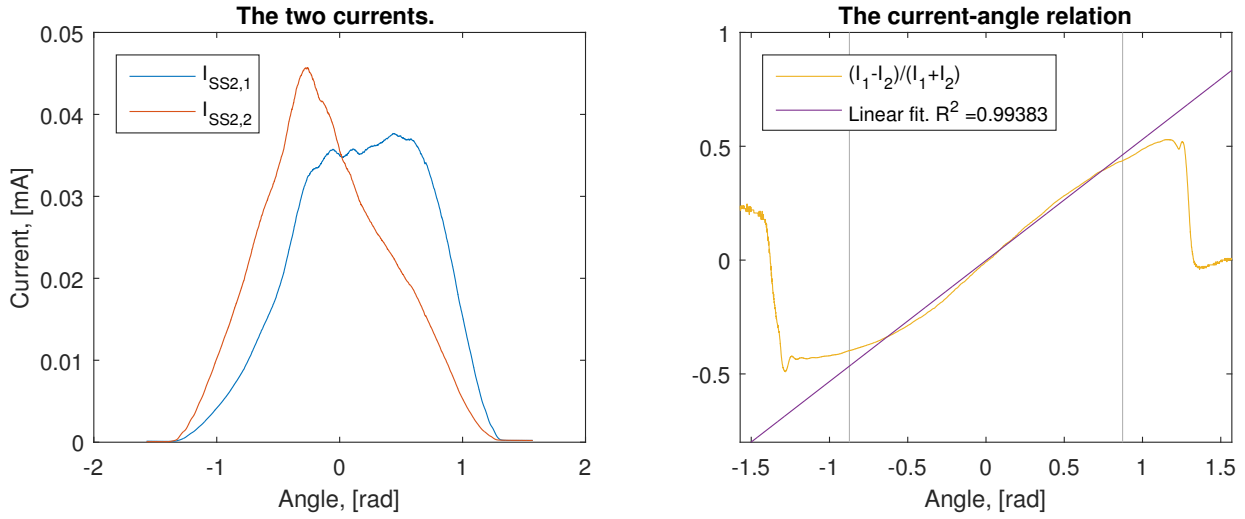 The two currents.
0.05
0.04
0.03
0.02
0.01
0
Current, [mA]
I_SS2,1
I_SS2,2
-2
-1
0
1
2
Angle, [rad]
The current-angle relation
1
0.5
0
-0.5
(I_1-I_2)/(I_1+I_2)
Linear fit. R^2 =0.99383
-1.5
-1
-0.5
0
0.5
1
1.5
Angle, [rad]